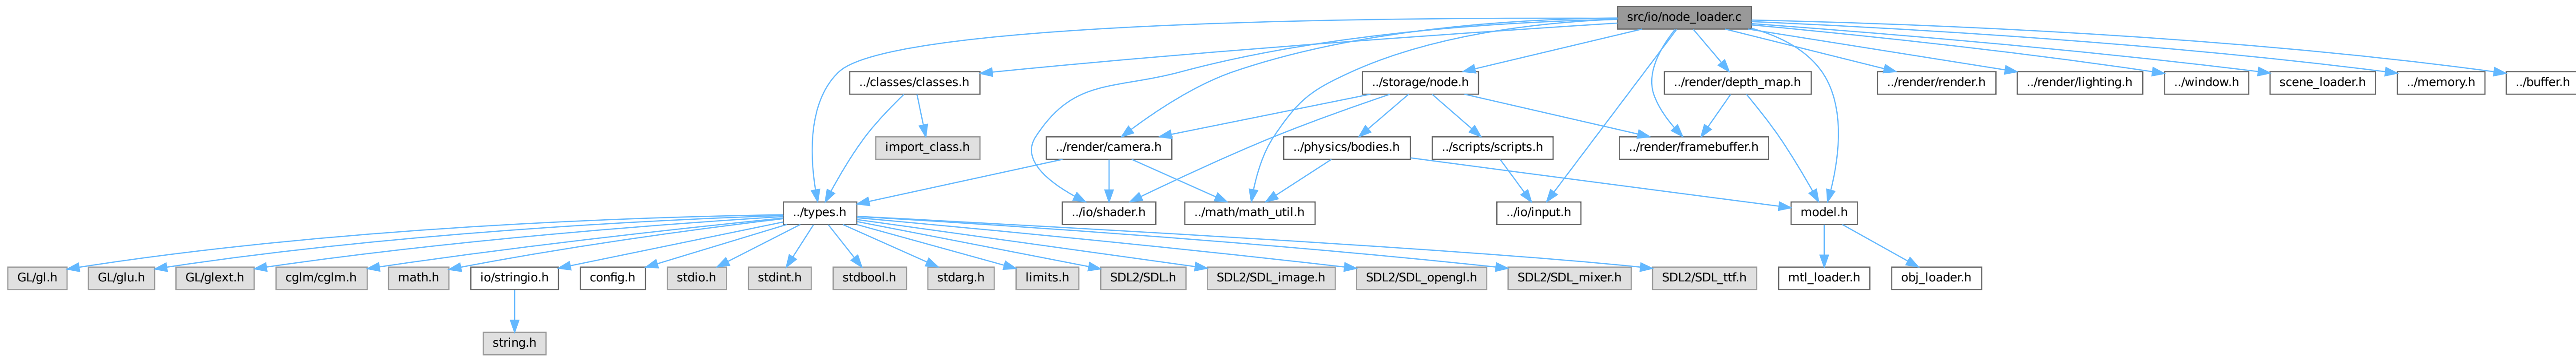 src/io/node_loader.c
../classes/classes.h
../storage/node.h
../render/depth_map.h
../render/render.h
../render/lighting.h
../window.h
scene_loader.h
../memory.h
../buffer.h
import_class.h
../render/camera.h
../physics/bodies.h
../scripts/scripts.h
../render/framebuffer.h
../types.h
../io/shader.h
../math/math_util.h
../io/input.h
model.h
GL/gl.h
GL/glu.h
GL/glext.h
cglm/cglm.h
math.h
io/stringio.h
config.h
stdio.h
stdint.h
stdbool.h
stdarg.h
limits.h
SDL2/SDL.h
SDL2/SDL_image.h
SDL2/SDL_opengl.h
SDL2/SDL_mixer.h
SDL2/SDL_ttf.h
mtl_loader.h
obj_loader.h
string.h